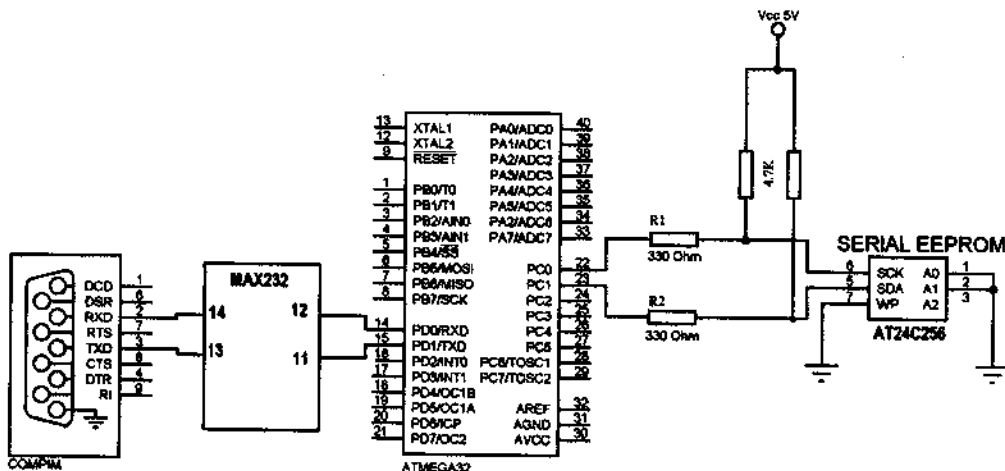 Vcc 5V
4.7K
R1
330 Ohm
R2
330 Ohm
SERIAL EEPROM
6 SCK A0 1
5 SDA A1 2
7 WP A2 3
AT24C256
13 XTAL1 PA0/ADC0 40
12 XTAL2 PA1/ADC1 39
9 RESET PA2/ADC2 38
PA3/ADC3 37
1 PB0/T0 PA4/ADC4 36
2 PB1/T1 PA5/ADC5 35
3 PB2/AIN0 PA2/ADC6 34
4 PB3/AIN1 PA7/ADC7 33
5 PB4/SS
6 PB5/MOSI PC0 22
7 PB6/MISO PC1 23
8 PB7/SCK PC2 24
PC3 25
14 PD0/RXD PC4 26
15 PD1/TXD PC5 27
16 PD2/INT0 PC6/TOSC1 28
17 PD3/INT1 PC7/TOSC2 29
18 PD4/OC1B
19 PD5/OC1A AREF 32
20 PD6/ICP AGND 31
21 PD7/OC2 AVCC 30
ATMEGA32
MAX232
14 12
13 11
DCD 1
DSR 6
RXD 2
RTS 7
TXD 3
CTS 8
DTR 4
RI 9
COMPIM